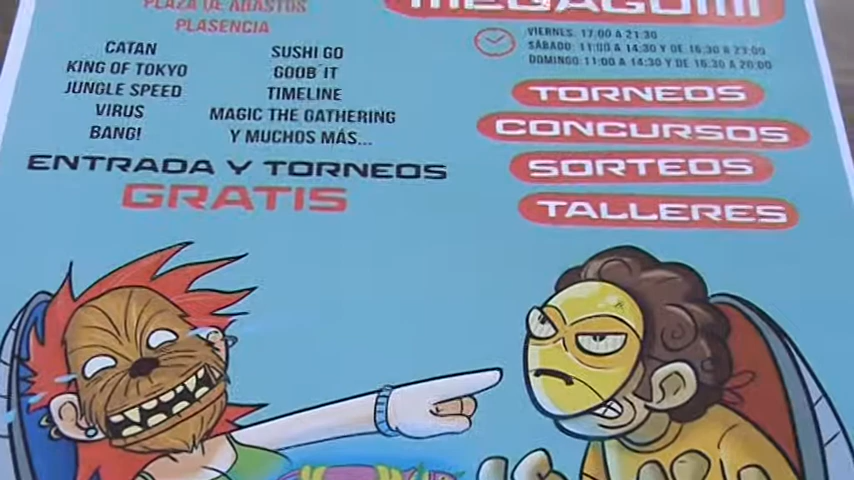 PLAZA DE ABASTOS
PLASENCIA
CATAN
KING OF TOKYO
JUNGLE SPEED
VIRUS
BANG!
SUSHI GO
GOOB IT
TIMELINE
MAGIC THE GATHERING
Y MUCHOS MÁS...
ENTRADA Y TORNEOS
GRATIS
VIERNES. 17:00 A 21:30
SÁBADO 11:00 A 14:30 Y DE 16:30 A 23:00
DOMINGO 11:00 A 14:30 Y DE 16:30 A 20:00
TORNEOS
CONCURSOS
SORTEOS
TALLERES